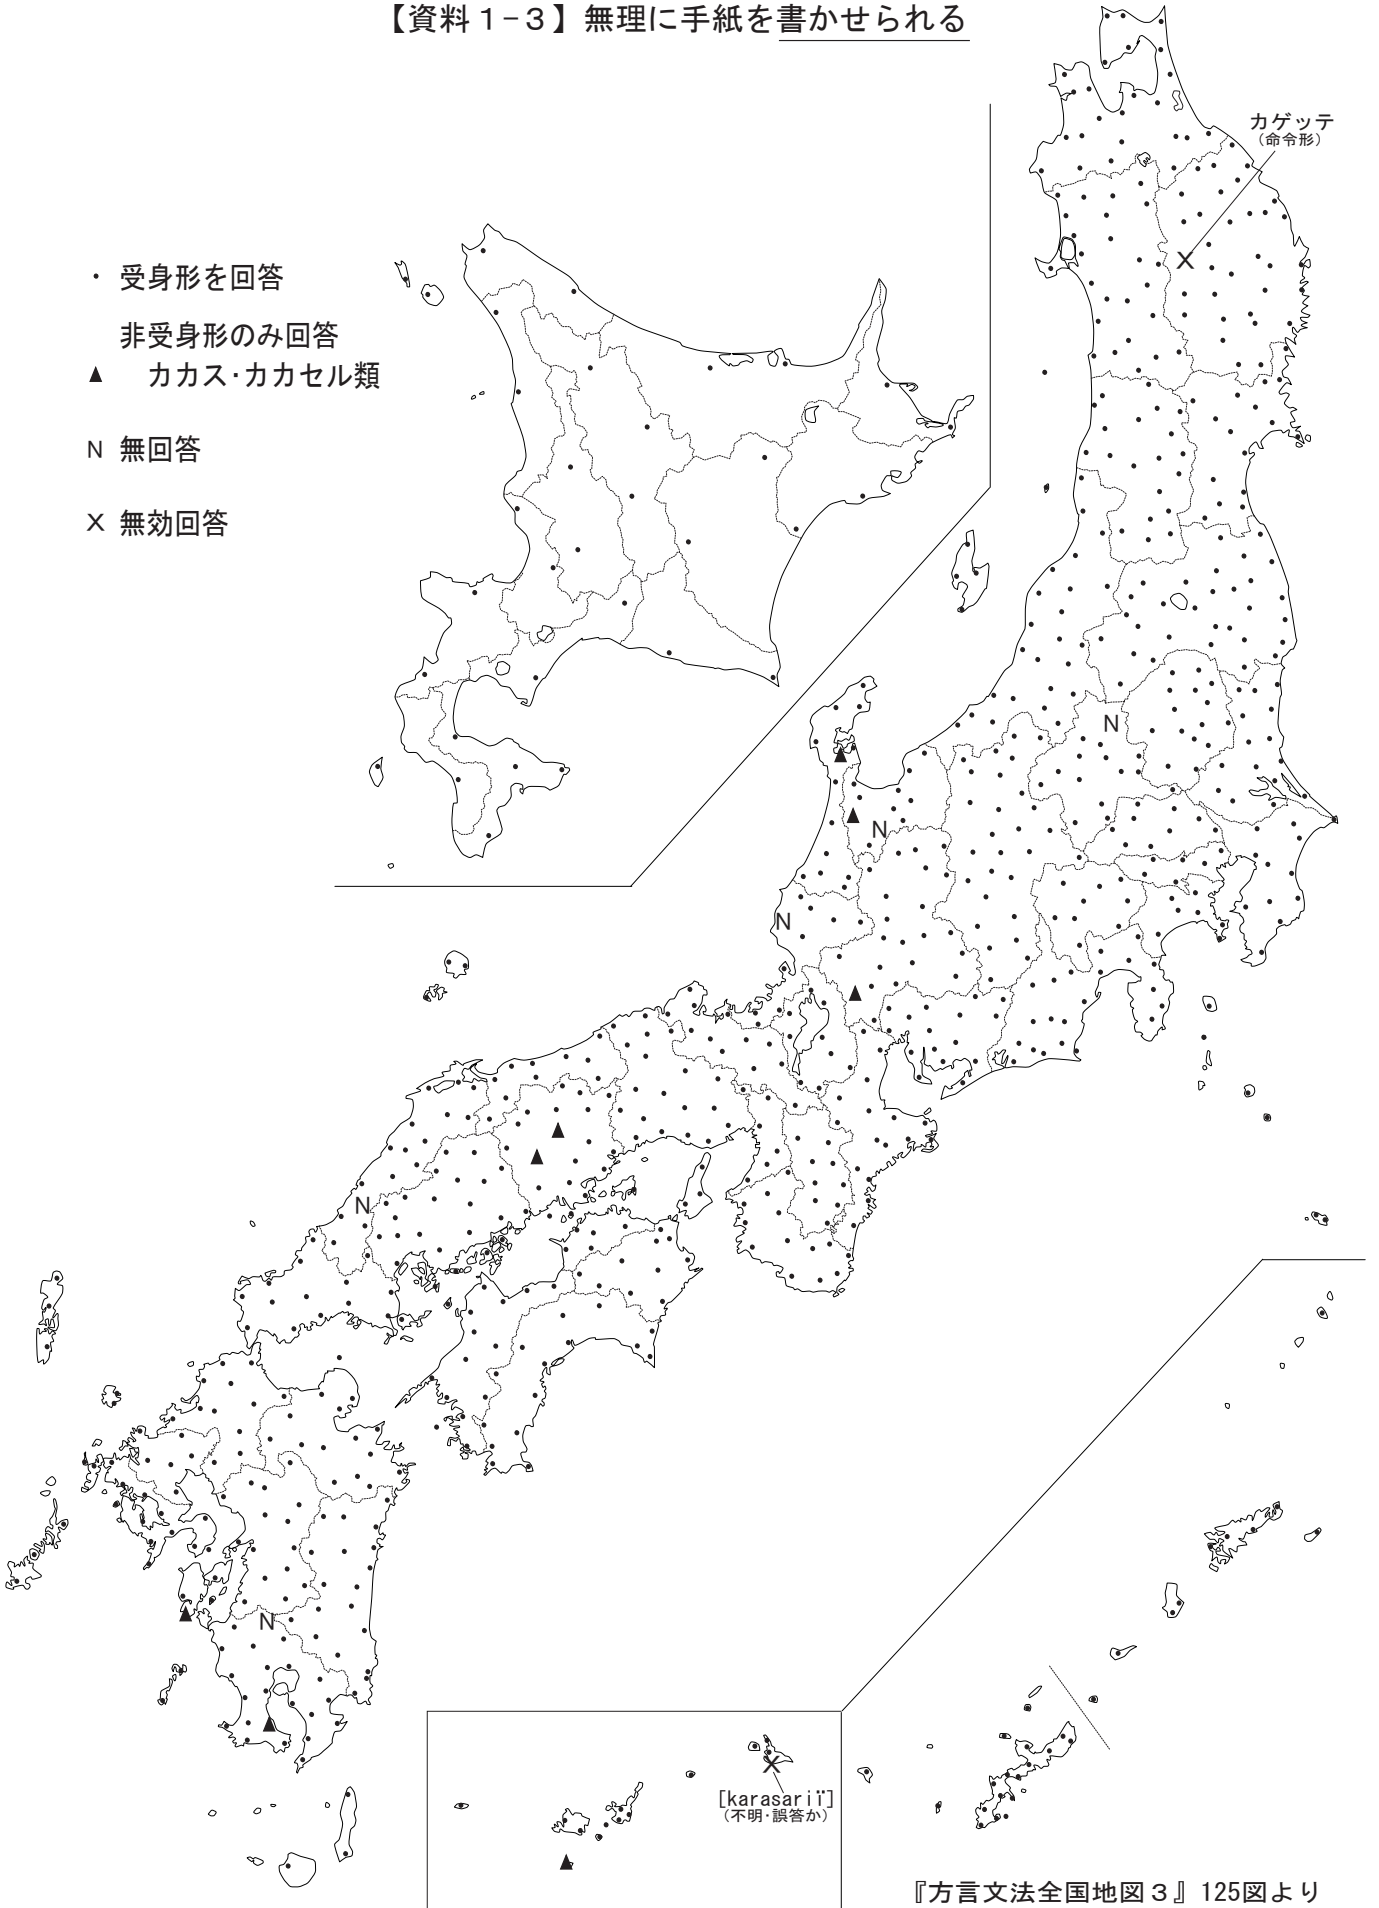 【資料１-３】無理に手紙を書かせられる
カゲッテ
（命令形）
・ 受身形を回答
非受身形のみ回答
▲ カカス・カカセル類
N 無回答
X 無効回答
X
N
N
N
N
N
X
[karasariï]
（不明・誤答か）
『方言文法全国地図３』125図より